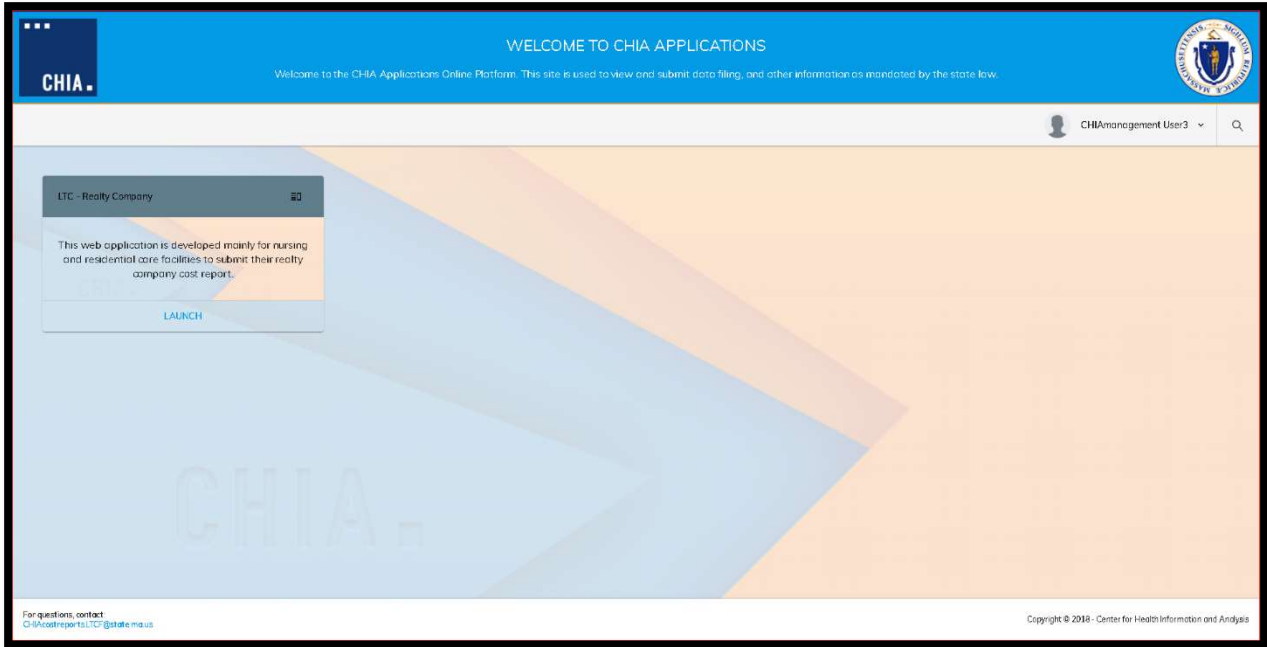 WELCOME TO CHIA APPLICATIONS
Welcome to the CHIA Applications Online Platform. This site is used to view and submit data filing, and other information as mandated by the state law.
CHIA.
CHIAmanagement User3
LTC - Realty Company
This web application is developed mainly for nursing
and residential care facilities to submit their realty
company cost report.
LAUNCH
CHIA.
For questions, contact:
CHIAcostreports.LTCF@state.ma.us
Copyright © 2018 - Center for Health Information and Analysis